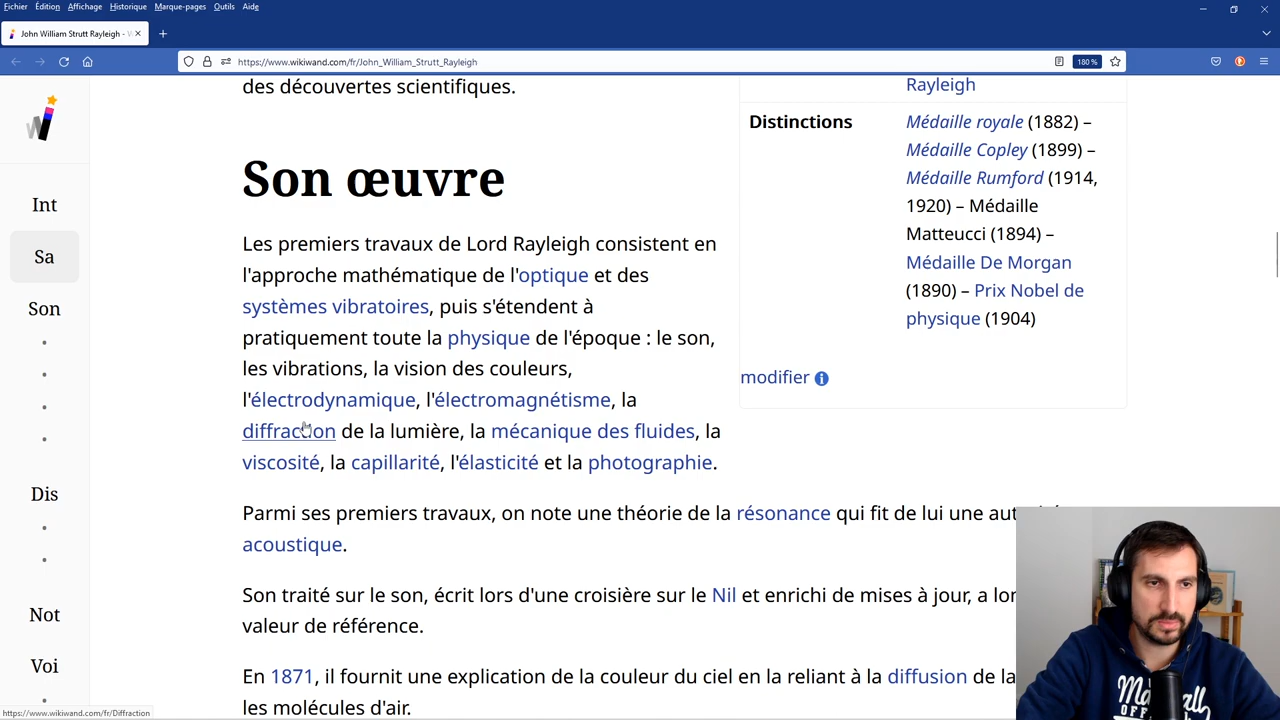 Fichier Édition Affichage Historique Marque-pages Outils Aide
John William Strutt Rayleigh -
https://www.wikiwand.com/fr/John_William_Strutt_Rayleigh
180 %
Int
Sa
Son
Dis
Not
Voi
des découvertes scientifiques.
Son œuvre
Les premiers travaux de Lord Rayleigh consistent en
l'approche mathématique de l'optique et des
systèmes vibratoires, puis s'étendent à
pratiquement toute la physique de l'époque : le son,
les vibrations, la vision des couleurs,
l'électrodynamique, l'électromagnétisme, la
diffraction de la lumière, la mécanique des fluides, la
viscosité, la capillarité, l'élasticité et la photographie.
Rayleigh
Distinctions
Médaille royale (1882) –
Médaille Copley (1899) –
Médaille Rumford (1914,
1920) – Médaille
Matteucci (1894) –
Médaille De Morgan
(1890) – Prix Nobel de
physique (1904)
modifier
Parmi ses premiers travaux, on note une théorie de la résonance qui fit de lui une
acoustique.
Son traité sur le son, écrit lors d'une croisière sur le Nil et enrichi de mises à jour, a
valeur de référence.
En 1871, il fournit une explication de la couleur du ciel en la reliant à la diffusion de la
les molécules d'air.
https://www.wikiwand.com/fr/Diffraction